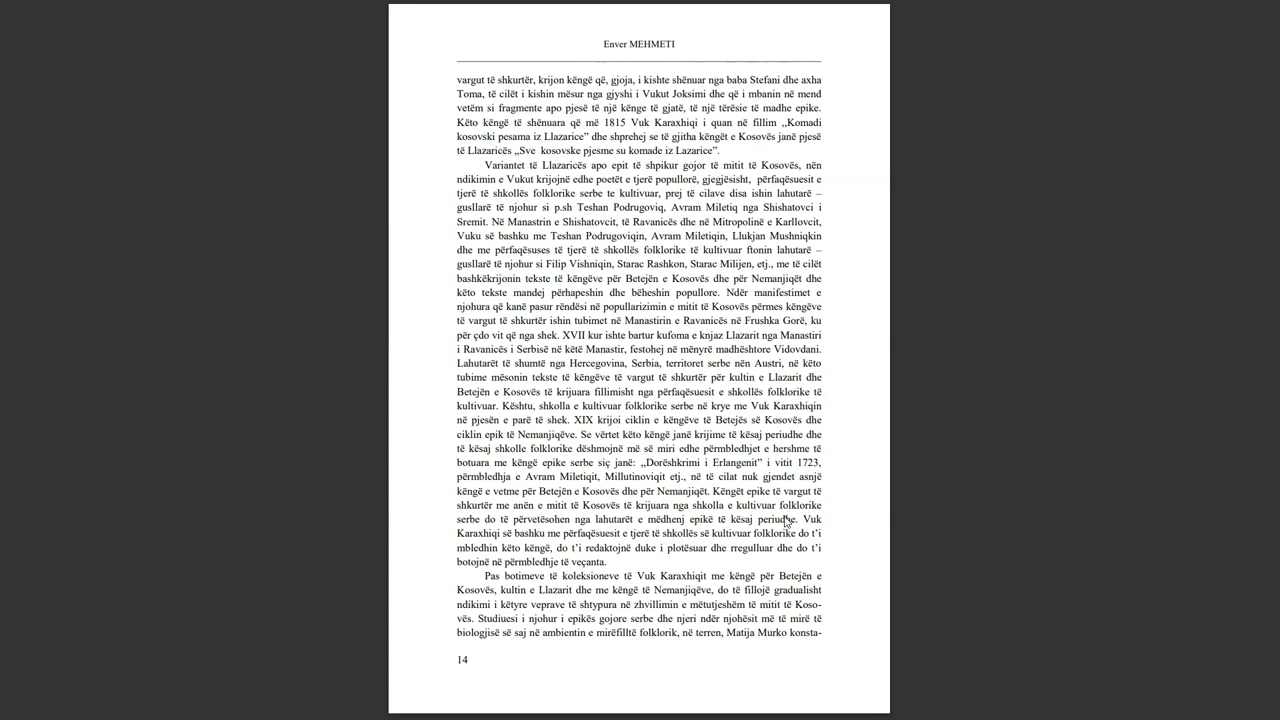 Enver MEHMETI
vargut të shkurtër, krijon këngë që, gjoja, i kishte shënuar nga baba Stefani dhe axha
Toma, të cilët i kishin mësur nga gjyshi i Vukut Joksimi dhe që i mbanin në mend
vetëm si fragmente apo pjesë të një kënge të gjatë, të një tërësie të madhe epike.
Këto këngë të shënuara që më 1815 Vuk Karaxhiqi i quan në fillim „Komadi
kosovski pesama iz Llazarice” dhe shprehej se të gjitha këngët e Kosovës janë pjesë
të Llazaricës „Sve kosovske pjesme su komade iz Lazarice”.
Variantet të Llazaricës apo epit të shpikur gojor të mitit të Kosovës, nën
ndikimin e Vukut krijojnë edhe poetët e tjerë popullorë, gjegjësisht, përfaqësuesit e
tjerë të shkollës folklorike serbe te kultivuar, prej të cilave disa ishin lahutarë –
gusllarë të njohur si p.sh Teshan Podrugoviq, Avram Miletiq nga Shishatovci i
Sremit. Në Manastrin e Shishatovcit, të Ravanicës dhe në Mitropolinë e Karllovcit,
Vuku së bashku me Teshan Podrugoviqin, Avram Miletiqin, Llukjan Mushniqkin
dhe me përfaqësuses të tjerë të shkollës folklorike të kultivuar ftonin lahutarë –
gusllarë të njohur si Filip Vishniqin, Starac Rashkon, Starac Milijen, etj., me të cilët
bashkëkrijonin tekste të këngëve për Betejën e Kosovës dhe për Nemanjiqët dhe
këto tekste mandej përhapeshin dhe bëheshin popullore. Ndër manifestimet e
njohura që kanë pasur rëndësi në popullarizimin e mitit të Kosovës përmes këngëve
të vargut të shkurtër ishin tubimet në Manastirin e Ravanicës në Frushka Gorë, ku
për çdo vit që nga shek. XVII kur ishte bartur kufoma e knjaz Llazarit nga Manastiri
i Ravanicës i Serbisë në këtë Manastir, festohej në mënyrë madhështore Vidovdani.
Lahutarët të shumtë nga Hercegovina, Serbia, territoret serbe nën Austri, në këto
tubime mësonin tekste të këngëve të vargut të shkurtër për kultin e Llazarit dhe
Betejën e Kosovës të krijuara fillimisht nga përfaqësuesit e shkollës folklorike të
kultivuar. Kështu, shkolla e kultivuar folklorike serbe në krye me Vuk Karaxhiqin
në pjesën e parë të shek. XIX krijoi ciklin e këngëve të Betejës së Kosovës dhe
ciklin epik të Nemanjiqëve. Se vërtet këto këngë janë krijime të kësaj periudhe dhe
të kësaj shkolle folklorike dëshmojnë më së miri edhe përmbledhjet e hershme të
botuara me këngë epike serbe siç janë: „Dorëshkrimi i Erlangenit” i vitit 1723,
përmbledhja e Avram Miletiqit, Millutinoviqit etj., në të cilat nuk gjendet asnjë
këngë e vetme për Betejën e Kosovës dhe për Nemanjiqët. Këngët epike të vargut të
shkurtër me anën e mitit të Kosovës të krijuara nga shkolla e kultivuar folklorike
serbe do të përvetësohen nga lahutarët e mëdhenj epikë të kësaj periudhe. Vuk
Karaxhiqi së bashku me përfaqësuesit e tjerë të shkollës së kultivuar folklorike do t’i
mbledhin këto këngë, do t’i redaktojnë duke i plotësuar dhe rregulluar dhe do t’i
botojnë në përmbledhje të veçanta.
Pas botimeve të koleksioneve të Vuk Karaxhiqit me këngë për Betejën e
Kosovës, kultin e Llazarit dhe me këngë të Nemanjiqëve, do të fillojë gradualisht
ndikimi i këtyre veprave të shtypura në zhvillimin e mëtutjeshëm të mitit të Koso-
vës. Studiuesi i njohur i epikës gojore serbe dhe njeri ndër njohësit më të mirë të
biologjisë së saj në ambientin e mirëfilltë folklorik, në terren, Matija Murko konsta-
14